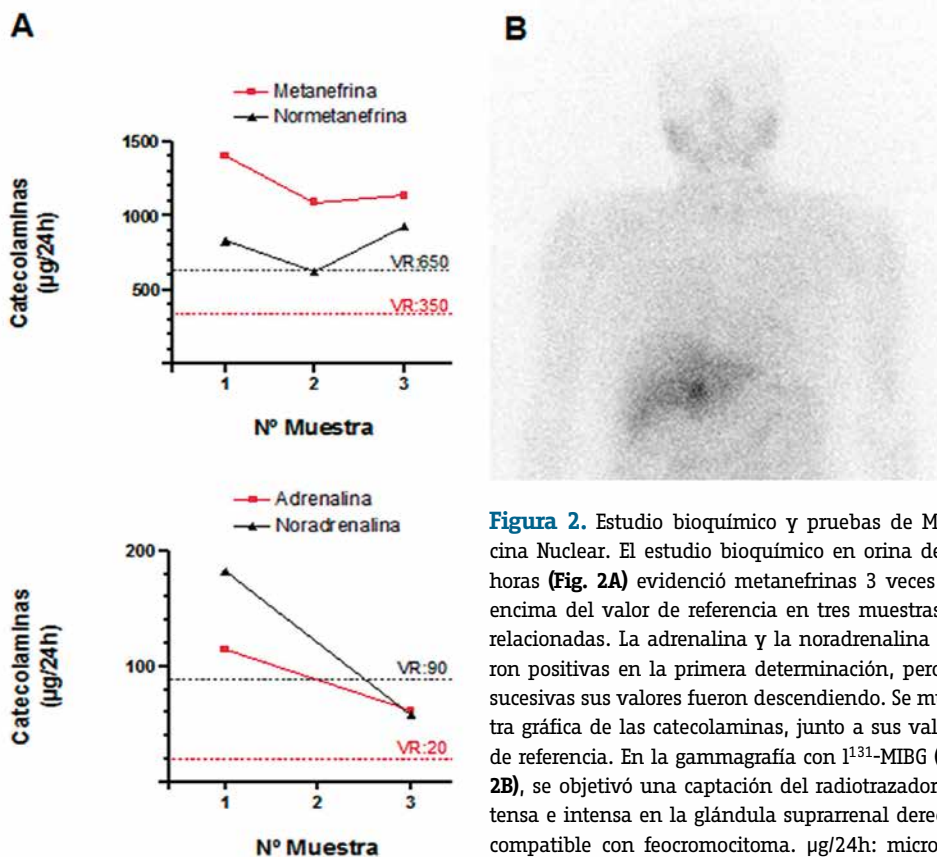 A
Metanefrina
Normetanefrina
1500
1000
500
VR:650
VR:350
1
2
3
Catecolaminas
(µg/24h)
Nº Muestra
Adrenalina
Noradrenalina
200
100
VR:90
VR:20
1
2
3
Catecolaminas
(µg/24h)
Nº Muestra
B
Figura 2. Estudio bioquímico y pruebas de M
cina Nuclear. El estudio bioquímico en orina de
horas (Fig. 2A) evidenció metanefrinas 3 veces
encima del valor de referencia en tres muestras
relacionadas. La adrenalina y la noradrenalina
ron positivas en la primera determinación, pero
sucesivas sus valores fueron descendiendo. Se mu
tra gráfica de las catecolaminas, junto a sus val
de referencia. En la gammagrafía con I131-MIBG (
2B), se objetivó una captación del radiotrazador
tensa e intensa en la glándula suprarrenal derec
compatible con feocromocitoma. µg/24h: micro